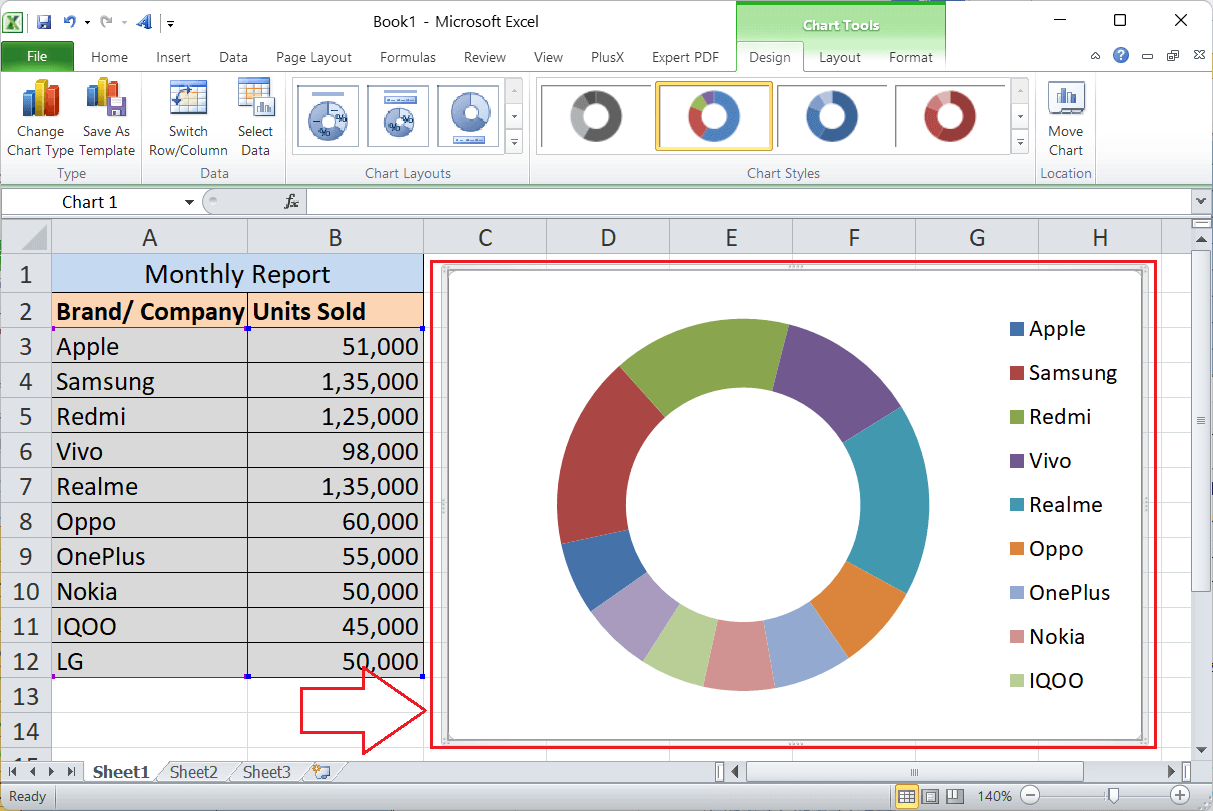 Book1 - Microsoft Excel
Chart Tools
File Home Insert Data Page Layout Formulas Review View PlusX Expert PDF Design Layout Format
Change Chart Type
Save As Template
Switch Row/Column
Select Data
Move Chart
Type Data Chart Layouts Chart Styles Location
Chart 1 fx
A B C D E F G H
1 Monthly Report
2 Brand/ Company Units Sold
3 Apple 51,000
4 Samsung 1,35,000
5 Redmi 1,25,000
6 Vivo 98,000
7 Realme 1,35,000
8 Oppo 60,000
9 OnePlus 55,000
10 Nokia 50,000
11 IQOO 45,000
12 LG 50,000
13
14
Apple
Samsung
Redmi
Vivo
Realme
Oppo
OnePlus
Nokia
IQOO
Sheet1 Sheet2 Sheet3
Ready 140%